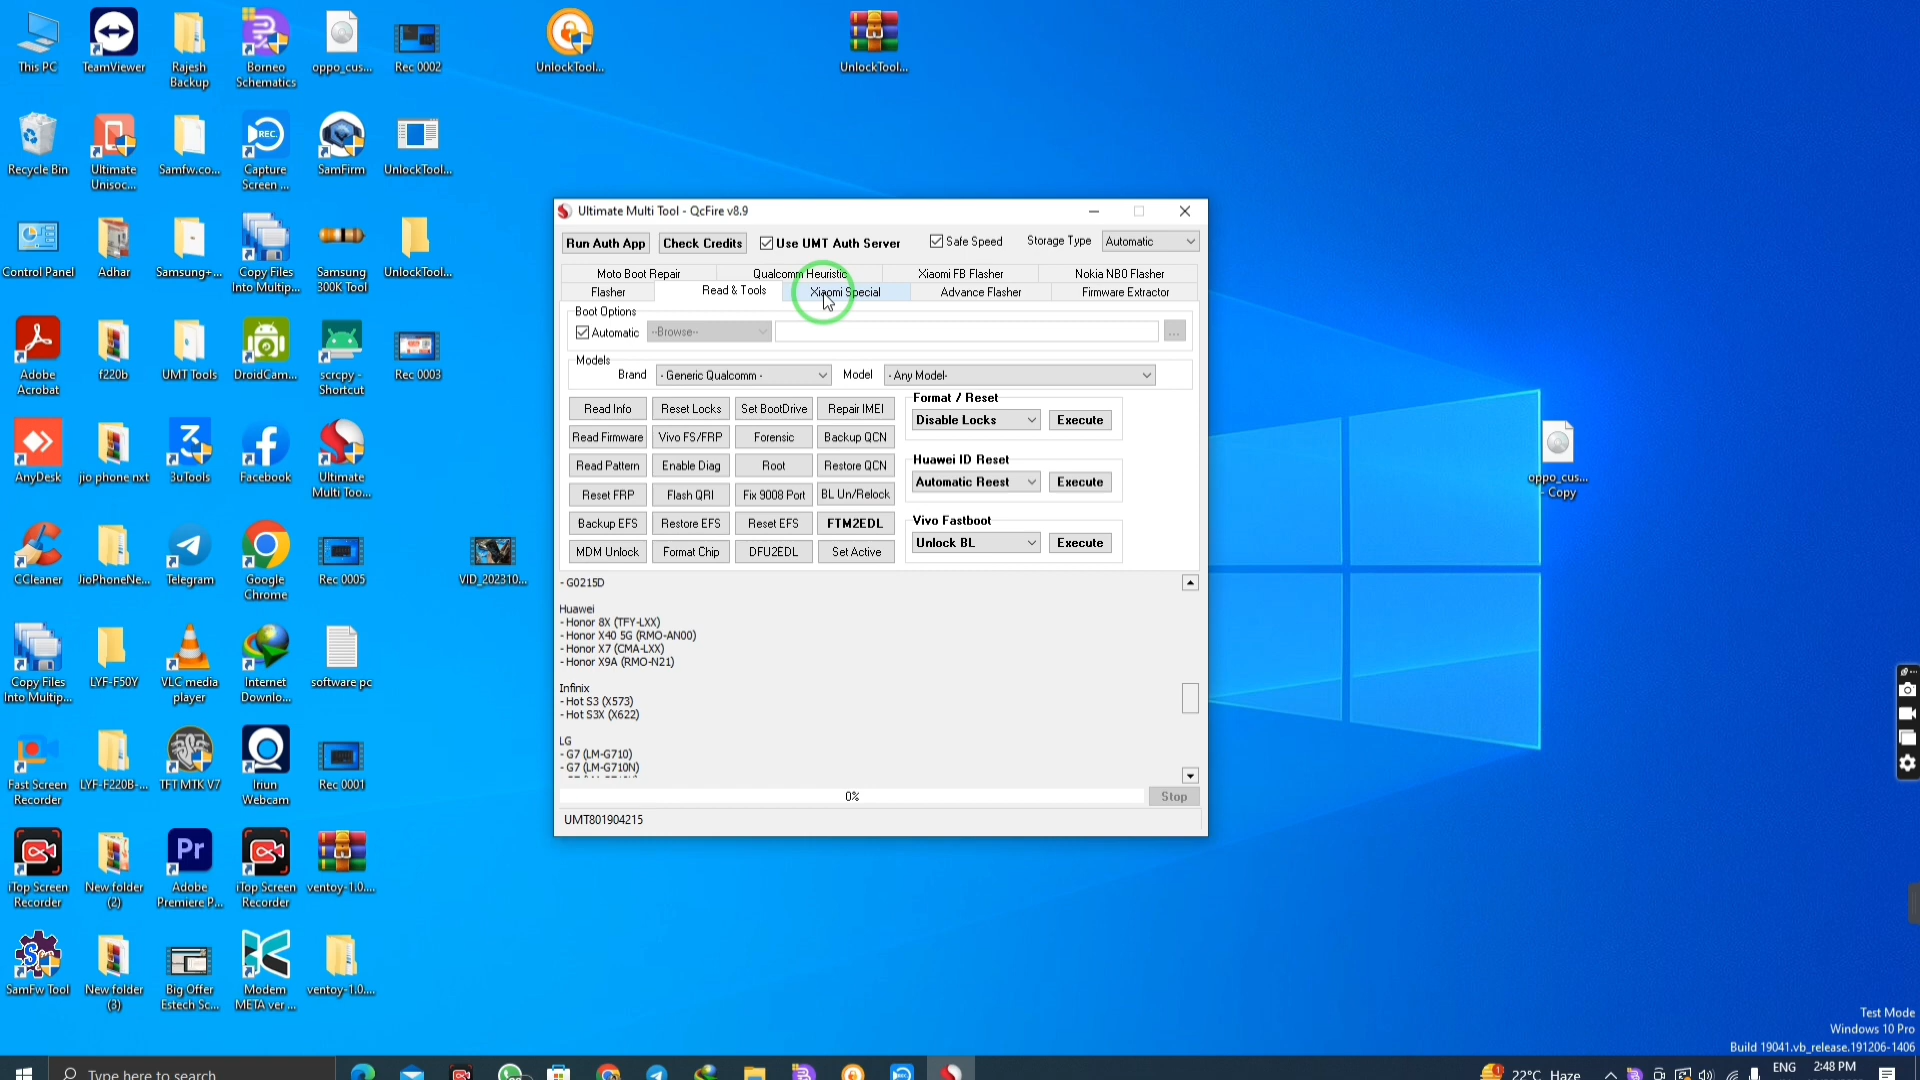 This PC
TeamViewer
Rajesh
Backup
Borneo
Schematics
oppo_cus...
Rec 0002
UnlockTool...
UnlockTool...
Recycle Bin
Ultimate
Unisoc...
Samfw.co...
REC.
Capture
Screen ...
SamFirm
UnlockTool...
Control Panel
Adhar
Samsung+...
Copy Files
Into Multip...
Samsung
300K Tool
UnlockTool...
Adobe
Acrobat
f220b
UMT Tools
DroidCam...
scrcpy -
Shortcut
Rec 0003
AnyDesk
jio phone nxt
3uTools
Facebook
Ultimate
Multi Too...
CCleaner
JioPhoneNe...
Telegram
Google
Chrome
Rec 0005
VID_202310...
Copy Files
Into Multip...
LYF-F50Y
VLC media
player
Internet
Downlo...
software pc
Fast Screen
Recorder
LYF-F220B-...
TFT MTK V7
Iriun
Webcam
Rec 0001
iTop Screen
Recorder
New folder
(2)
Pr
Adobe
Premiere P...
iTop Screen
Recorder
ventoy-1.0....
SamFw Tool
New folder
(3)
Big Offer
Estech Sc...
Modem
META ver ...
ventoy-1.0....
oppo_cus...
- Copy
Ultimate Multi Tool - QcFire v8.9
Run Auth App
Check Credits
Use UMT Auth Server
Safe Speed
Storage Type
Automatic
Moto Boot Repair
Qualcomm Heuristic
Xiaomi FB Flasher
Nokia NB0 Flasher
Flasher
Read & Tools
Xiaomi Special
Advance Flasher
Firmware Extractor
Boot Options
Automatic
--Browse--
...
Models
Brand
- Generic Qualcomm -
Model
- Any Model-
Read Info
Reset Locks
Set BootDrive
Repair IMEI
Read Firmware
Vivo FS/FRP
Forensic
Backup QCN
Read Pattern
Enable Diag
Root
Restore QCN
Reset FRP
Flash QRI
Fix 9008 Port
BL Un/Relock
Backup EFS
Restore EFS
Reset EFS
FTM2EDL
MDM Unlock
Format Chip
DFU2EDL
Set Active
Format / Reset
Disable Locks
Execute
Huawei ID Reset
Automatic Reest
Execute
Vivo Fastboot
Unlock BL
Execute
- G0215D
Huawei
- Honor 8X (TFY-LXX)
- Honor X40 5G (RMO-AN00)
- Honor X7 (CMA-LXX)
- Honor X9A (RMO-N21)
Infinix
- Hot S3 (X573)
- Hot S3X (X622)
LG
- G7 (LM-G710)
- G7 (LM-G710N)
0%
Stop
UMT801904215
Test Mode
Windows 10 Pro
Build 19041.vb_release.191206-1406
Type here to search
22°C Haze
ENG
2:48 PM